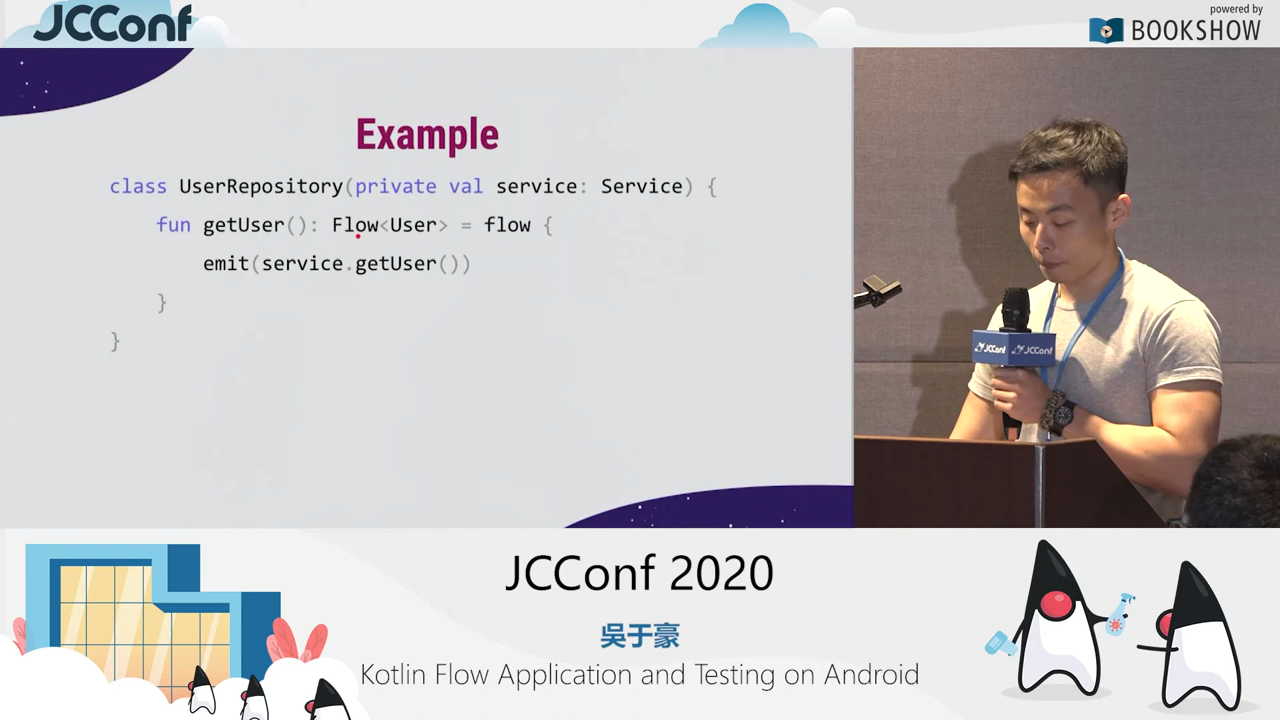 JCConf
powered by
BOOKSHOW
Example
class UserRepository(private val service: Service) {
fun getUser(): Flow<User> = flow {
emit(service.getUser())
}
}
JCConf JCConf
JCConf 2020
吳于豪
Kotlin Flow Application and Testing on Android